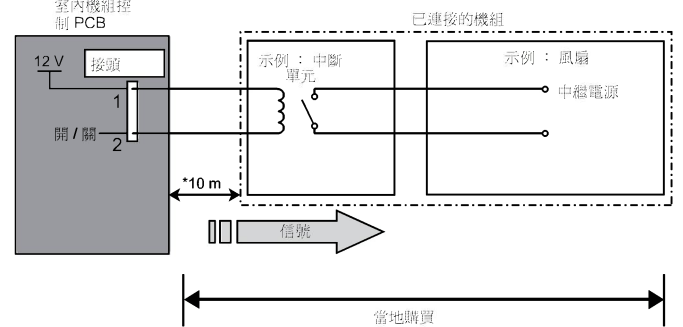 室內機組控
制 PCB
已連接的機組
12 V
接頭
1
開 / 關
2
示例 ： 中斷
單元
示例 ： 風扇
中繼電源
*10 m
信號
當地購買